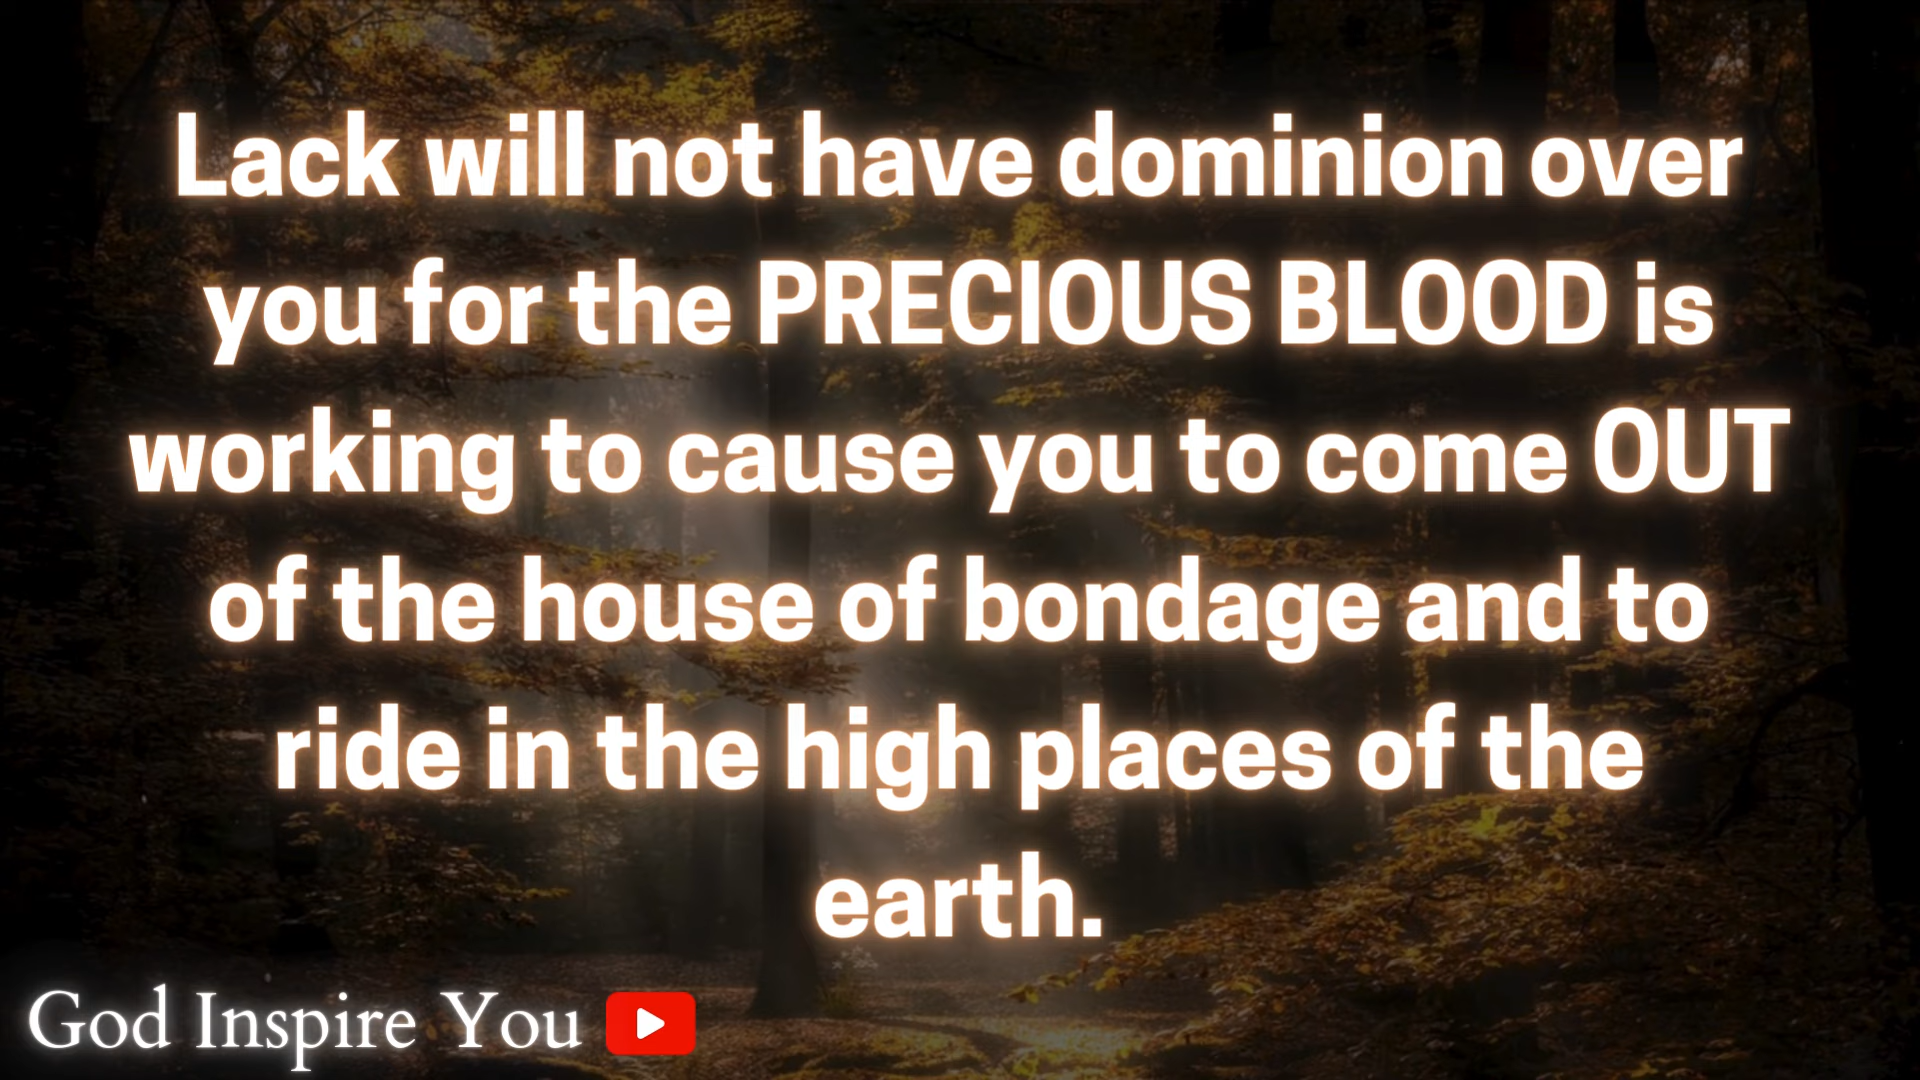 Lack will not have dominion over
you for the PRECIOUS BLOOD is
working to cause you to come OUT
of the house of bondage and to
ride in the high places of the
earth.
God Inspire You